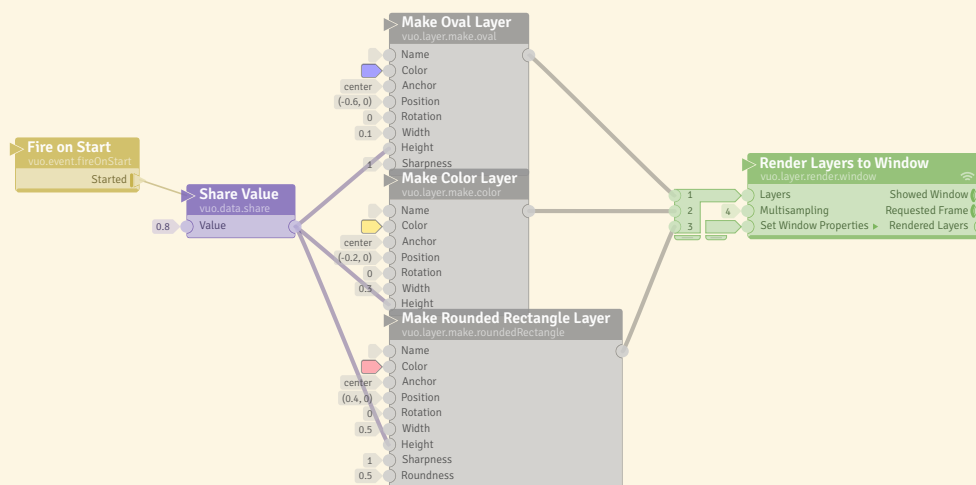 Make Oval Layer
vuo.layer.make.oval
Name
Color
center Anchor
(-0.6, 0) Position
0 Rotation
0.1 Width
Height
1 Sharpness
Fire on Start
vuo.event.fireOnStart
Started
Share Value
vuo.data.share
0.8 Value
Make Color Layer
vuo.layer.make.color
Name
Color
center Anchor
(-0.2, 0) Position
0 Rotation
0.3 Width
Height
Make Rounded Rectangle Layer
vuo.layer.make.roundedRectangle
Name
Color
center Anchor
(0.4, 0) Position
0 Rotation
0.5 Width
Height
1 Sharpness
0.5 Roundness
Render Layers to Window
vuo.layer.render.window
1 Layers Showed Window
2 4 Multisampling Requested Frame
3 Set Window Properties ▸ Rendered Layers